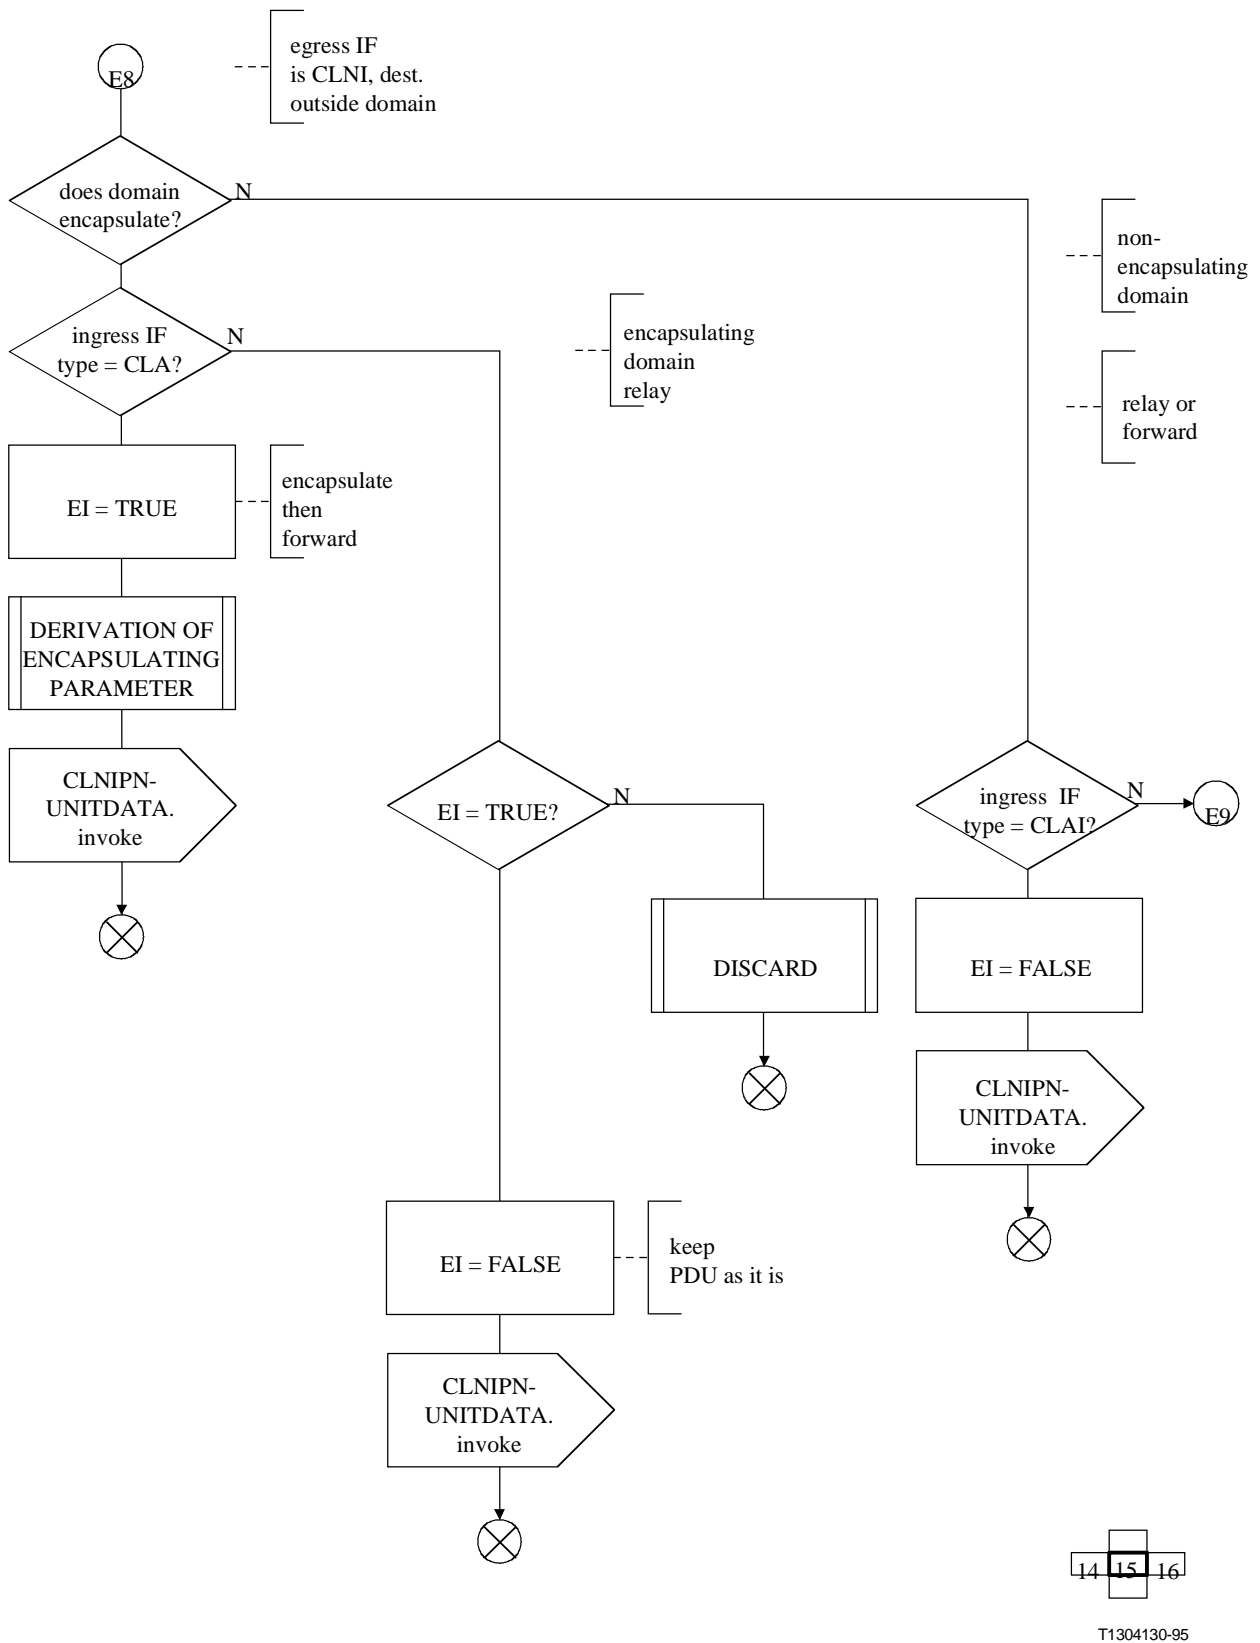 E8
egress IF
is CLNI, dest.
outside domain
does domain
encapsulate?
N
non-
encapsulating
domain
ingress IF
type = CLA?
N
encapsulating
domain
relay
relay or
forward
EI = TRUE
encapsulate
then
forward
DERIVATION OF
ENCAPSULATING
PARAMETER
CLNIPN-
UNITDATA.
invoke
EI = TRUE?
N
ingress IF
type = CLAI?
N
E9
DISCARD
EI = FALSE
CLNIPN-
UNITDATA.
invoke
EI = FALSE
keep
PDU as it is
CLNIPN-
UNITDATA.
invoke
14 15 16
T1304130-95